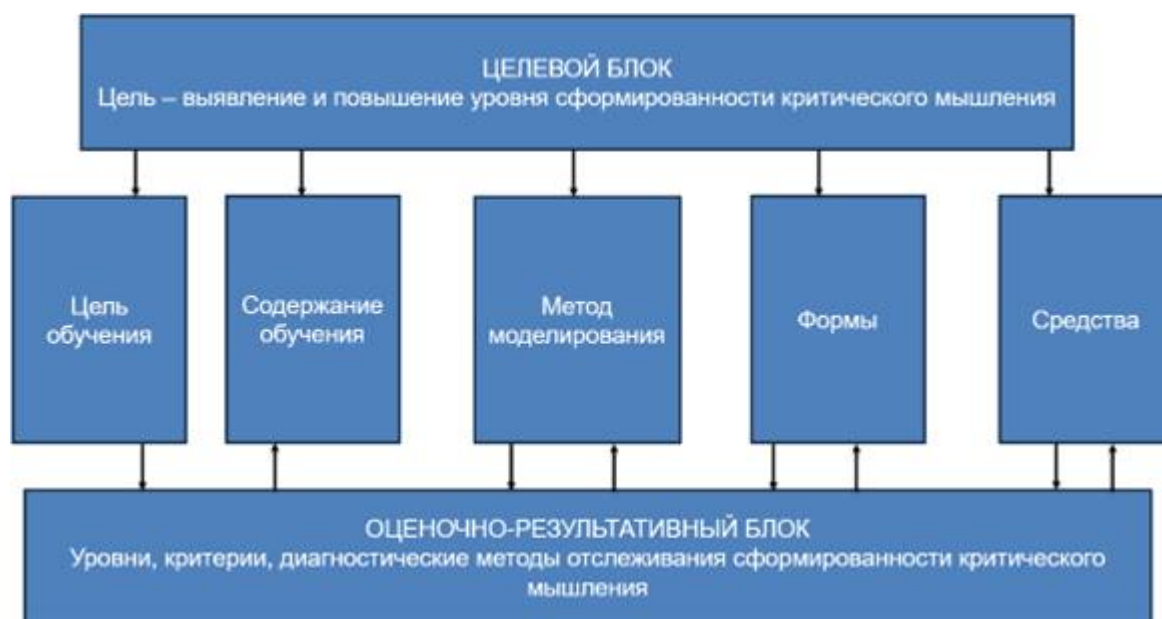 ЦЕЛЕВОЙ БЛОК
Цель – выявление и повышение уровня сформированности критического мышления
Цель
обучения
Содержание
обучения
Метод
моделирования
Формы
Средства
ОЦЕНОЧНО-РЕЗУЛЬТАТИВНЫЙ БЛОК
Уровни, критерии, диагностические методы отслеживания сформированности критического
мышления